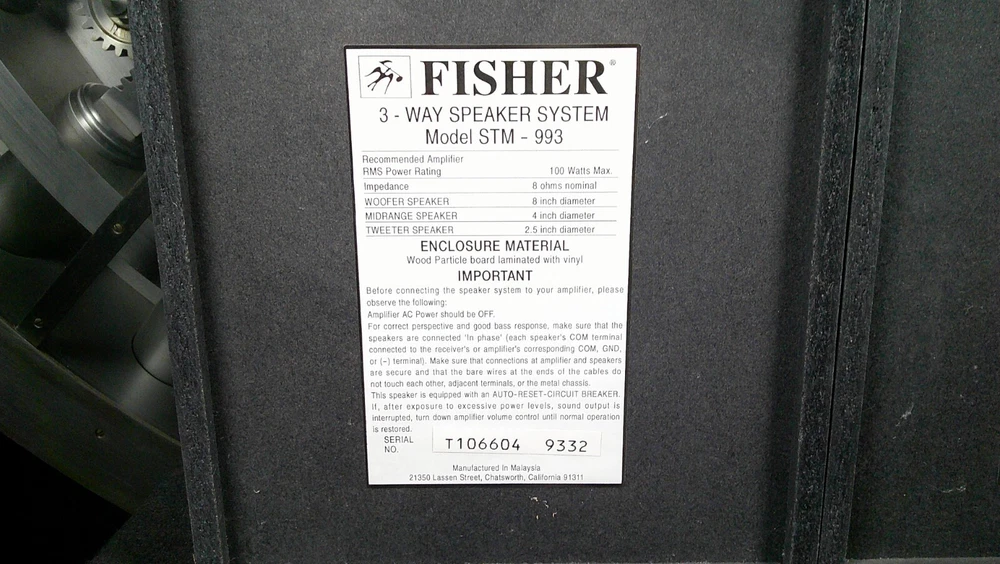 FISHER®
3 - WAY SPEAKER SYSTEM
Model STM - 993
Recommended Amplifier
RMS Power Rating 100 Watts Max.
Impedance 8 ohms nominal
WOOFER SPEAKER 8 inch diameter
MIDRANGE SPEAKER 4 inch diameter
TWEETER SPEAKER 2.5 inch diameter
ENCLOSURE MATERIAL
Wood Particle board laminated with vinyl
IMPORTANT
Before connecting the speaker system to your amplifier, please
observe the following:
Amplifier AC Power should be OFF.
For correct perspective and good bass response, make sure that the
speakers are connected 'In phase' (each speaker's COM terminal
connected to the receiver's or amplifier's corresponding COM, GND,
or (-) terminal). Make sure that connections at amplifier and speakers
are secure and that the bare wires at the ends of the cables do
not touch each other, adjacent terminals, or the metal chassis.
This speaker is equipped with an AUTO-RESET-CIRCUIT BREAKER.
If, after exposure to excessive power levels, sound output is
interrupted, turn down amplifier volume control until normal operation
is restored.
SERIAL
NO. T106604 9332
Manufactured In Malaysia
21350 Lassen Street, Chatsworth, California 91311